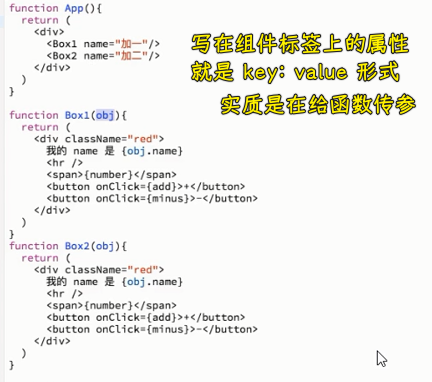 function App(){
  return (
    <div>
      <Box1 name="加一"/>
      <Box2 name="加二"/>
    </div>
  )
}
写在组件标签上的属性
就是 key: value 形式
实质是在给函数传参
function Box1(obj){
  return (
    <div className="red">
      我的 name 是 {obj.name}
      <hr />
      <span>{number}</span>
      <button onClick={add}>+</button>
      <button onClick={minus}>-</button>
    </div>
  )
}
function Box2(obj){
  return (
    <div className="red">
      我的 name 是 {obj.name}
      <hr />
      <span>{number}</span>
      <button onClick={add}>+</button>
      <button onClick={minus}>-</button>
    </div>
  )
}